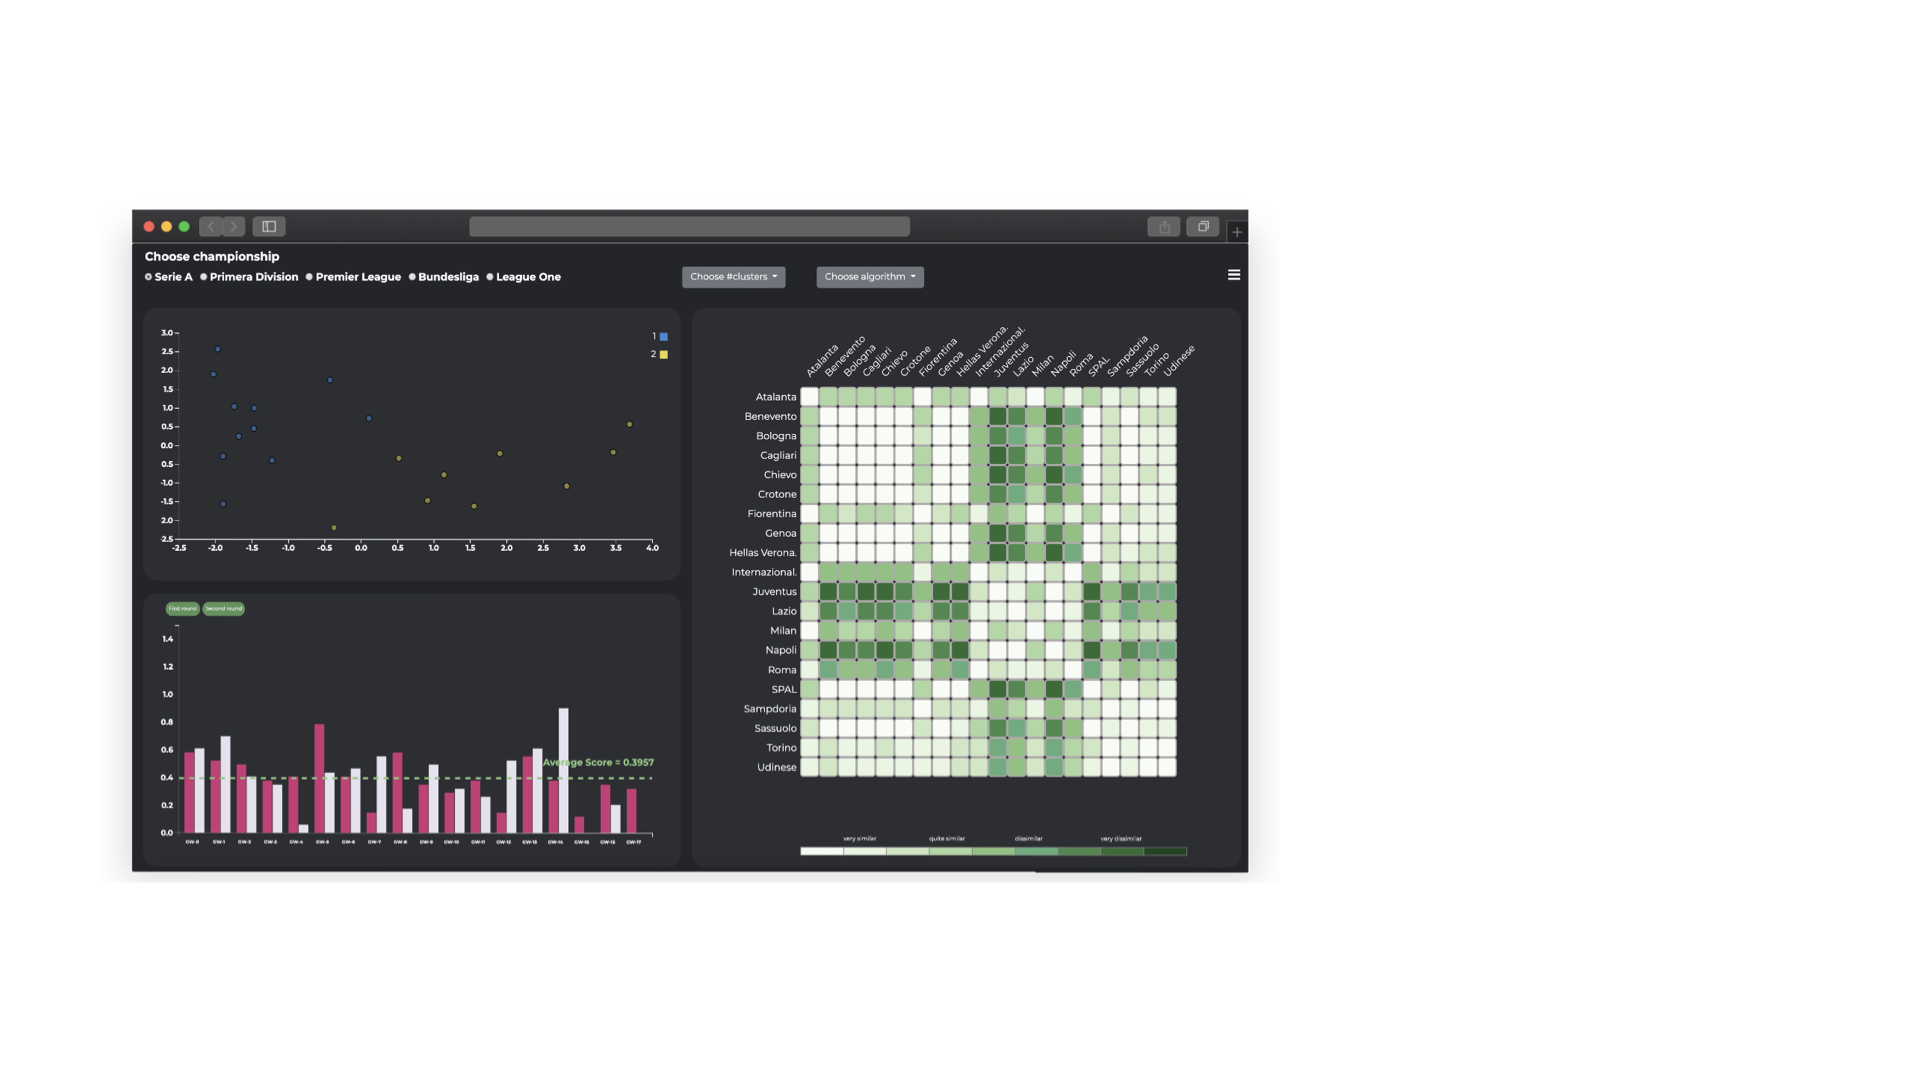 Choose championship
Serie A Primera Division Premier League Bundesliga League One
Choose #clusters
Choose algorithm
3.0
2.5
2.0
1.5
1.0
0.5
0.0
0.5
-1.0
-1.5
2.0
-2.5
-2.5 -2.0 -1.5 -1.0 -0.5 0.0 0.5 1.0 1.5 2.0 2.5 3.0 3.5 4.0
1
2
First round
Second round
1.4
1.2
1.0
0.8
0.6
0.4
0.2
0.0
Average Score = 0.3957
Atalanta
Benevento
Bologna
Cagliari
Chievo
Crotone
Fiorentina
Genoa
Hellas Verona.
Internazional.
Juventus
Lazio
Milan
Napoli
Roma
SPAL
Sampdoria
Sassuolo
Torino
Udinese
Atalanta
Benevento
Bologna
Cagliari
Chievo
Crotone
Fiorentina
Genoa
Hellas Verona.
Internazional.
Juventus
Lazio
Milan
Napoli
Roma
SPAL
Sampdoria
Sassuolo
Torino
Udinese
very similar
quite similar
dissimilar
very dissimilar